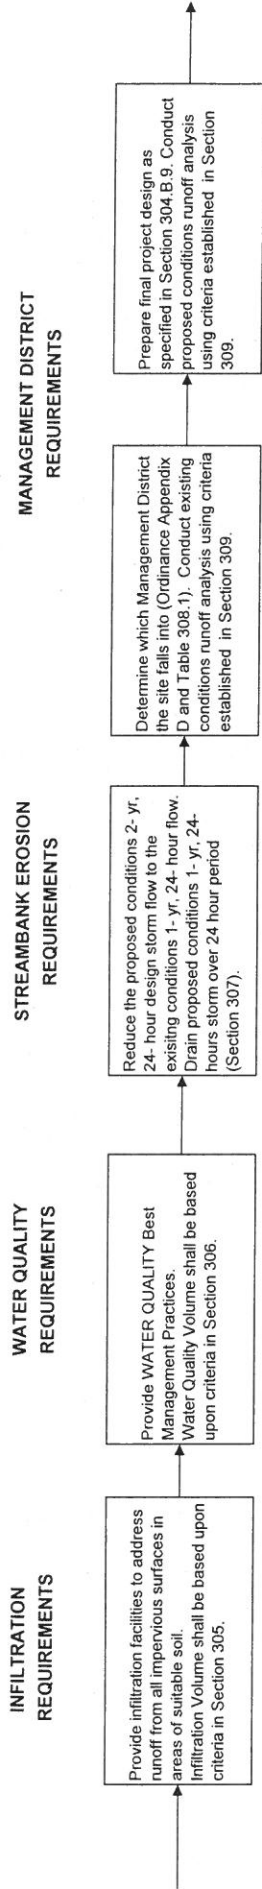 INFILTRATION
REQUIREMENTS
Provide infiltration facilities to address
runoff from all impervious surfaces in
areas of suitable soil.
Infiltration Volume shall be based upon
criteria in Section 305.
WATER QUALITY
REQUIREMENTS
Provide WATER QUALITY Best
Management Practices.
Water Quality Volume shall be based
upon criteria in Section 306.
STREAMBANK EROSION
REQUIREMENTS
Reduce the proposed conditions 2- yr,
24- hour design storm flow to the
exisitng conditions 1- yr, 24- hour flow.
Drain proposed conditions 1- yr, 24-
hours storm over 24 hour period
(Section 307).
MANAGEMENT DISTRICT
REQUIREMENTS
Determine which Management District
the site falls into (Ordinance Appendix
D and Table 308.1). Conduct existing
conditions runoff analysis using criteria
established in Section 309.
Prepare final project design as
specified in Section 304.B.9. Conduct
proposed conditions runoff analysis
using criteria established in Section
309.